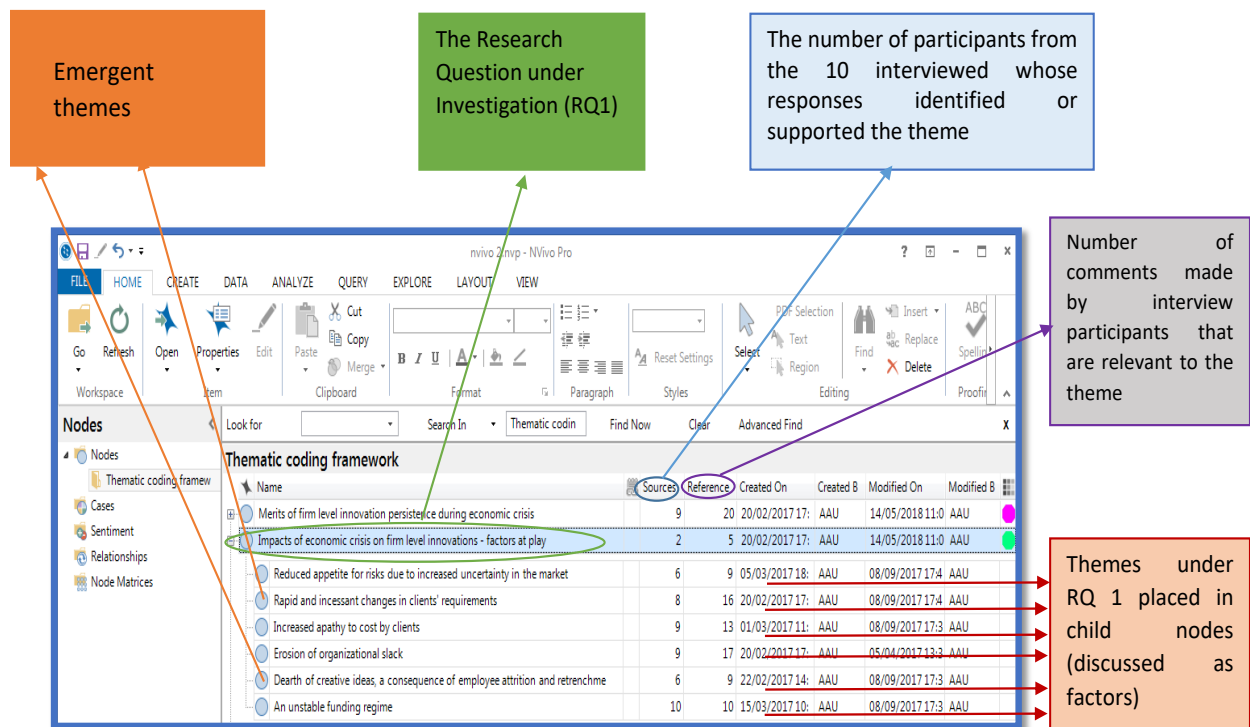 Emergent
themes
The Research
Question under
Investigation (RQ1)
The number of participants from
the 10 interviewed whose
responses identified or
supported the theme
Number of
comments made
by interview
participants that
are relevant to the
theme
nvivo 2.nvp - NVivo Pro
FILE HOME CREATE DATA ANALYZE QUERY EXPLORE LAYOUT VIEW
Go Refresh Open Properties Edit Paste Cut Copy Merge
B I U A Reset Settings
Select PDF Selection Text Region Find Insert Replace Delete
ABC Spelling
Workspace Item Clipboard Format Paragraph Styles Editing Proofin
Nodes
Look for Search In Thematic codin Find Now Clear Advanced Find X
Nodes
Thematic coding framew
Cases
Sentiment
Relationships
Node Matrices
Thematic coding framework
Name Sources Reference Created On Created B Modified On Modified B
Merits of firm level innovation persistence during economic crisis 9 20 20/02/2017 17: AAU 14/05/2018 11:0 AAU
Impacts of economic crisis on firm level innovations - factors at play 2 5 20/02/2017 17: AAU 14/05/2018 11:0 AAU
Reduced appetite for risks due to increased uncertainty in the market 6 9 05/03/2017 18: AAU 08/09/2017 17:4 AAU
Rapid and incessant changes in clients' requirements 8 16 20/02/2017 17: AAU 08/09/2017 17:4 AAU
Increased apathy to cost by clients 9 13 01/03/2017 11: AAU 08/09/2017 17:3 AAU
Erosion of organizational slack 9 17 20/02/2017 17: AAU 05/04/2017 13:3 AAU
Dearth of creative ideas, a consequence of employee attrition and retrenchme 6 9 22/02/2017 14: AAU 08/09/2017 17:3 AAU
An unstable funding regime 10 10 15/03/2017 10: AAU 08/09/2017 17:3 AAU
Themes under
RQ 1 placed in
child nodes
(discussed as
factors)